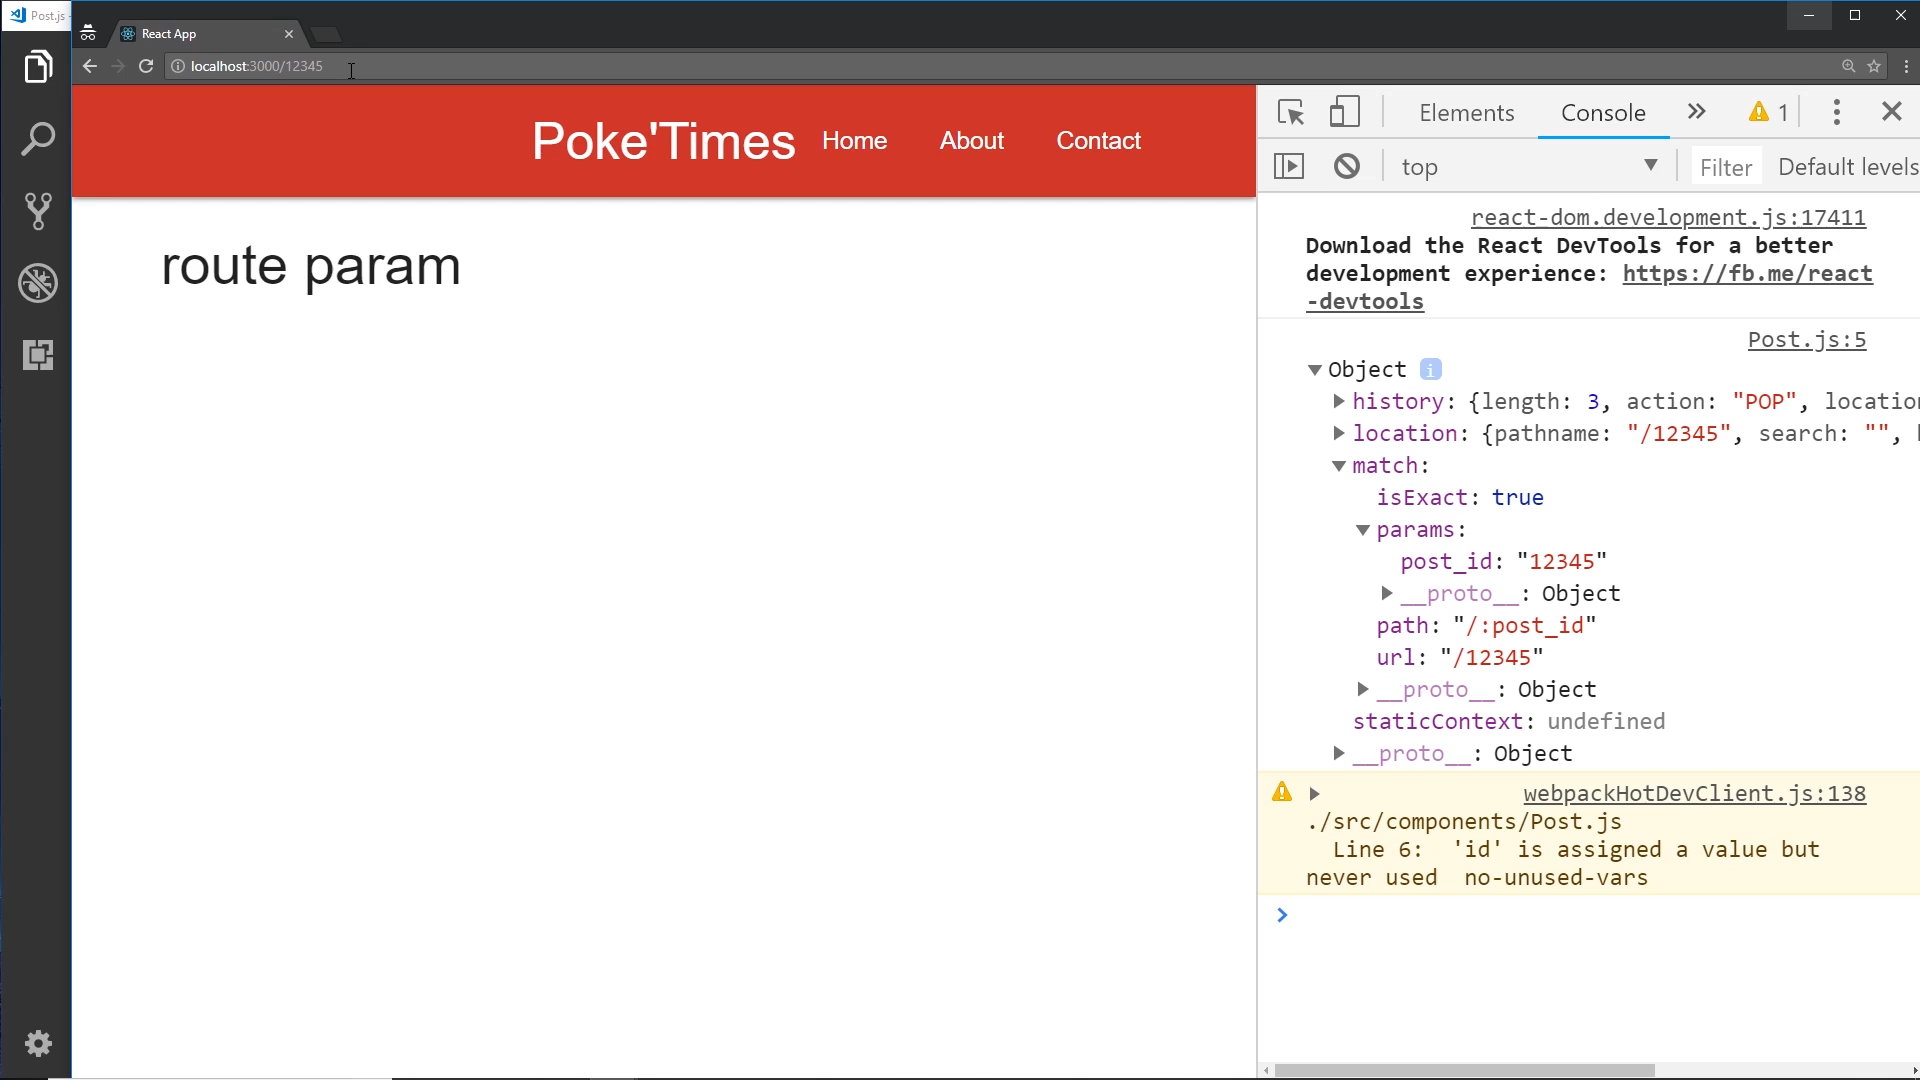 Post.js -
React App
localhost:3000/12345
Poke'Times Home About Contact
route param
Elements Console 1
top Filter Default levels
react-dom.development.js:17411
Download the React DevTools for a better
development experience: https://fb.me/react
-devtools
Post.js:5
Object i
history: {length: 3, action: "POP", location
location: {pathname: "/12345", search: "",
match:
isExact: true
params:
post_id: "12345"
__proto__: Object
path: "/:post_id"
url: "/12345"
__proto__: Object
staticContext: undefined
__proto__: Object
webpackHotDevClient.js:138
./src/components/Post.js
Line 6: 'id' is assigned a value but
never used no-unused-vars